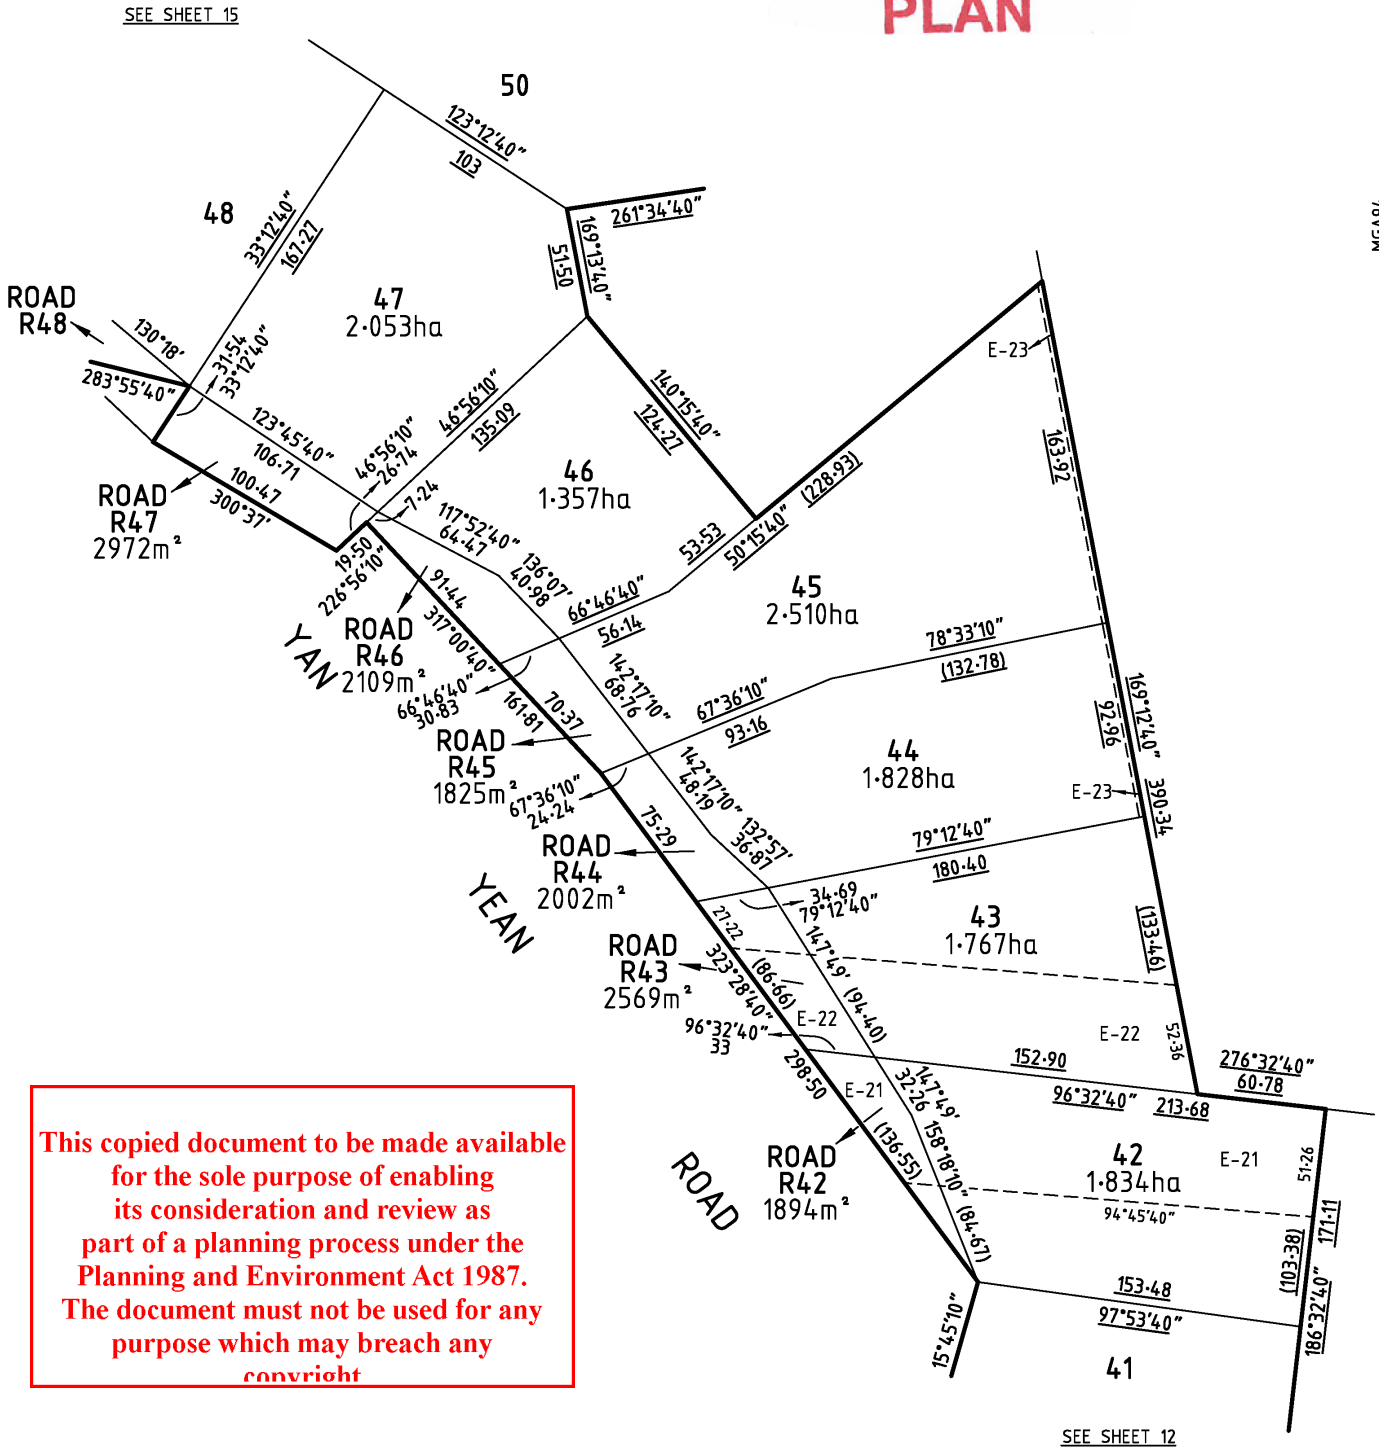 SEE SHEET 15
PLAN
50
123°12'40"
103
48
33°12'40"
167·27
261°34'40"
169°13'40"
51·50
47
2·053ha
ROAD
R48
130°18'
283°55'40"
31·54
33°12'40"
123°45'40"
106·71
100·47
300°37'
ROAD
R47
2972m²
46°56'10"
135·09
46°56'10"
26·74
7·24
140°15'40"
124·27
46
1·357ha
(228·93)
50°15'40"
53·53
E-23
163·92
19·50
226°56'10"
117°52'40"
64·47
136°07'
40·98
91·44
317°00'40"
ROAD
R46
2109m²
66°46'40"
56·14
66°46'40"
30·83
161·81
70·37
45
2·510ha
78°33'10"
(132·78)
142°17'10"
68·76
67°36'10"
93·16
ROAD
R45
1825m²
67°36'10"
24·24
142°17'10"
48·19
44
1·828ha
E-23
92·96
169°12'40"
390·34
132°57'
36·87
75·29
ROAD
R44
2002m²
79°12'40"
180·40
34·69
79°12'40"
43
1·767ha
(133·46)
27·22
323°28'40"
(86·66)
147°49' (94·40)
ROAD
R43
2569m²
96°32'40"
33
E-22
E-22
52·36
298·50
152·90
96°32'40"
213·68
276°32'40"
60·78
E-21
147°49'
32·26
42
1·834ha
E-21
51·26
ROAD
R42
1894m²
(136·55)
158°18'10" (84·67)
94°45'40"
171·11
(103·38)
186°32'40"
153·48
97°53'40"
15°45'10"
41
YAN
YEAN
ROAD
SEE SHEET 12
This copied document to be made available
for the sole purpose of enabling
its consideration and review as
part of a planning process under the
Planning and Environment Act 1987.
The document must not be used for any
purpose which may breach any
copyright